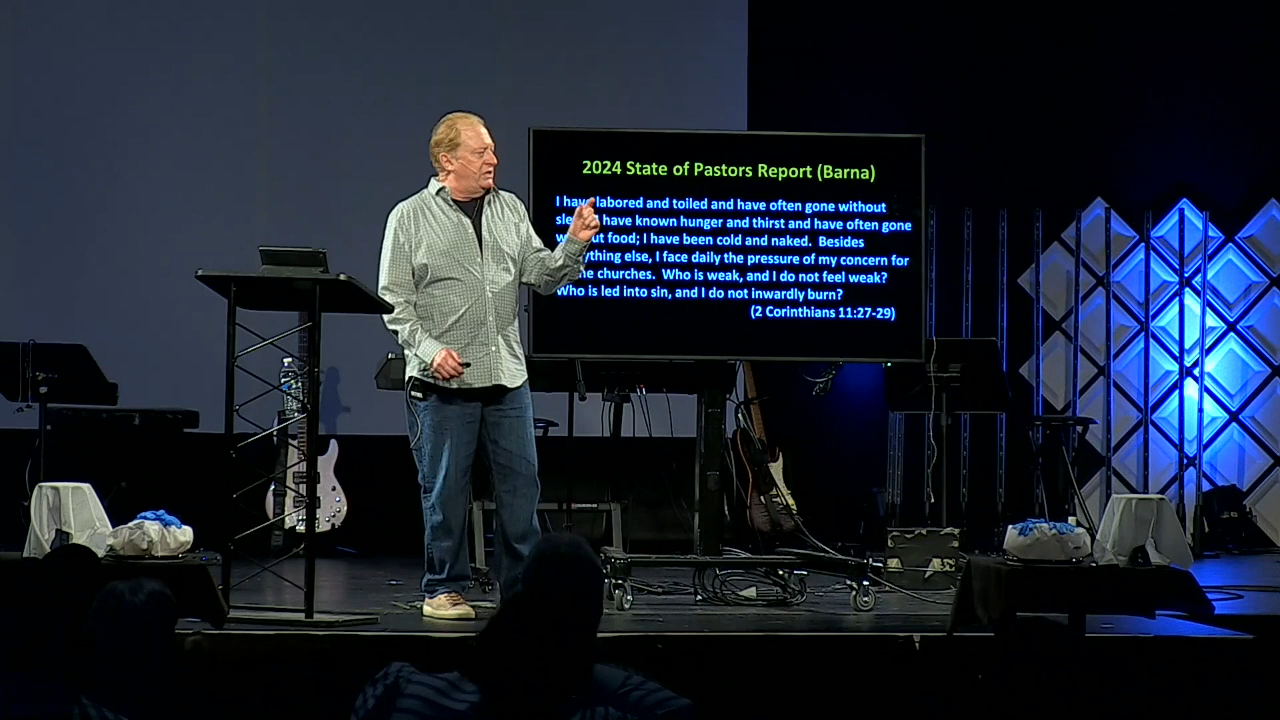 2024 State of Pastors Report (Barna)
I have labored and toiled and have often gone without
have known hunger and thirst and have often gone
food; I have been cold and naked. Besides
I face daily the pressure of my concern for
churches. Who is weak, and I do not feel weak?
Who is led into sin, and I do not inwardly burn?
(2 Corinthians 11:27-29)